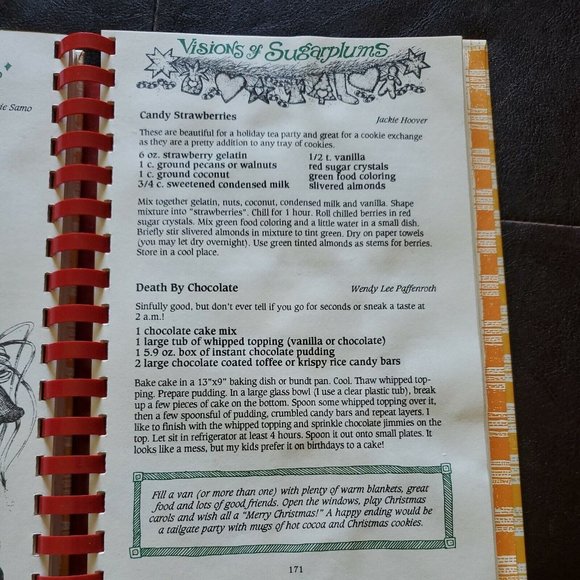 ie Samo
Visions of Sugarplums
Candy Strawberries
Jackie Hoover
These are beautiful for a holiday tea party and great for a cookie exchange
as they are a pretty addition to any tray of cookies.
6 oz. strawberry gelatin
1 c. ground pecans or walnuts
1 c. ground coconut
3/4 c. sweetened condensed milk
1/2 t. vanilla
red sugar crystals
green food coloring
slivered almonds
Mix together gelatin, nuts, coconut, condensed milk and vanilla. Shape
mixture into "strawberries". Chill for 1 hour. Roll chilled berries in red
sugar crystals. Mix green food coloring and a little water in a small dish.
Briefly stir slivered almonds in mixture to tint green. Dry on paper towels
(you may let dry overnight). Use green tinted almonds as stems for berries.
Store in a cool place.
Death By Chocolate
Wendy Lee Paffenroth
Sinfully good, but don't ever tell if you go for seconds or sneak a taste at
2 a.m.!
1 chocolate cake mix
1 large tub of whipped topping (vanilla or chocolate)
1 5.9 oz. box of instant chocolate pudding
2 large chocolate coated toffee or krispy rice candy bars
Bake cake in a 13"x9" baking dish or bundt pan. Cool. Thaw whipped top-
ping. Prepare pudding. In a large glass bowl (I use a clear plastic tub), break
up a few pieces of cake on the bottom. Spoon some whipped topping over it,
then a few spoonsful of pudding, crumbled candy bars and repeat layers. I
like to finish with the whipped topping and sprinkle chocolate jimmies on the
top. Let sit in refrigator at least 4 hours. Spoon it out onto small plates. It
looks like a mess, but my kids prefer it on birthdays to a cake!
Fill a van (or more than one) with plenty of warm blankets, great
food and lots of good friends. Open the windows, play Christmas
carols and wish all a "Merry Christmas!" A happy ending would be
a tailgate party with mugs of hot cocoa and Christmas cookies.
171